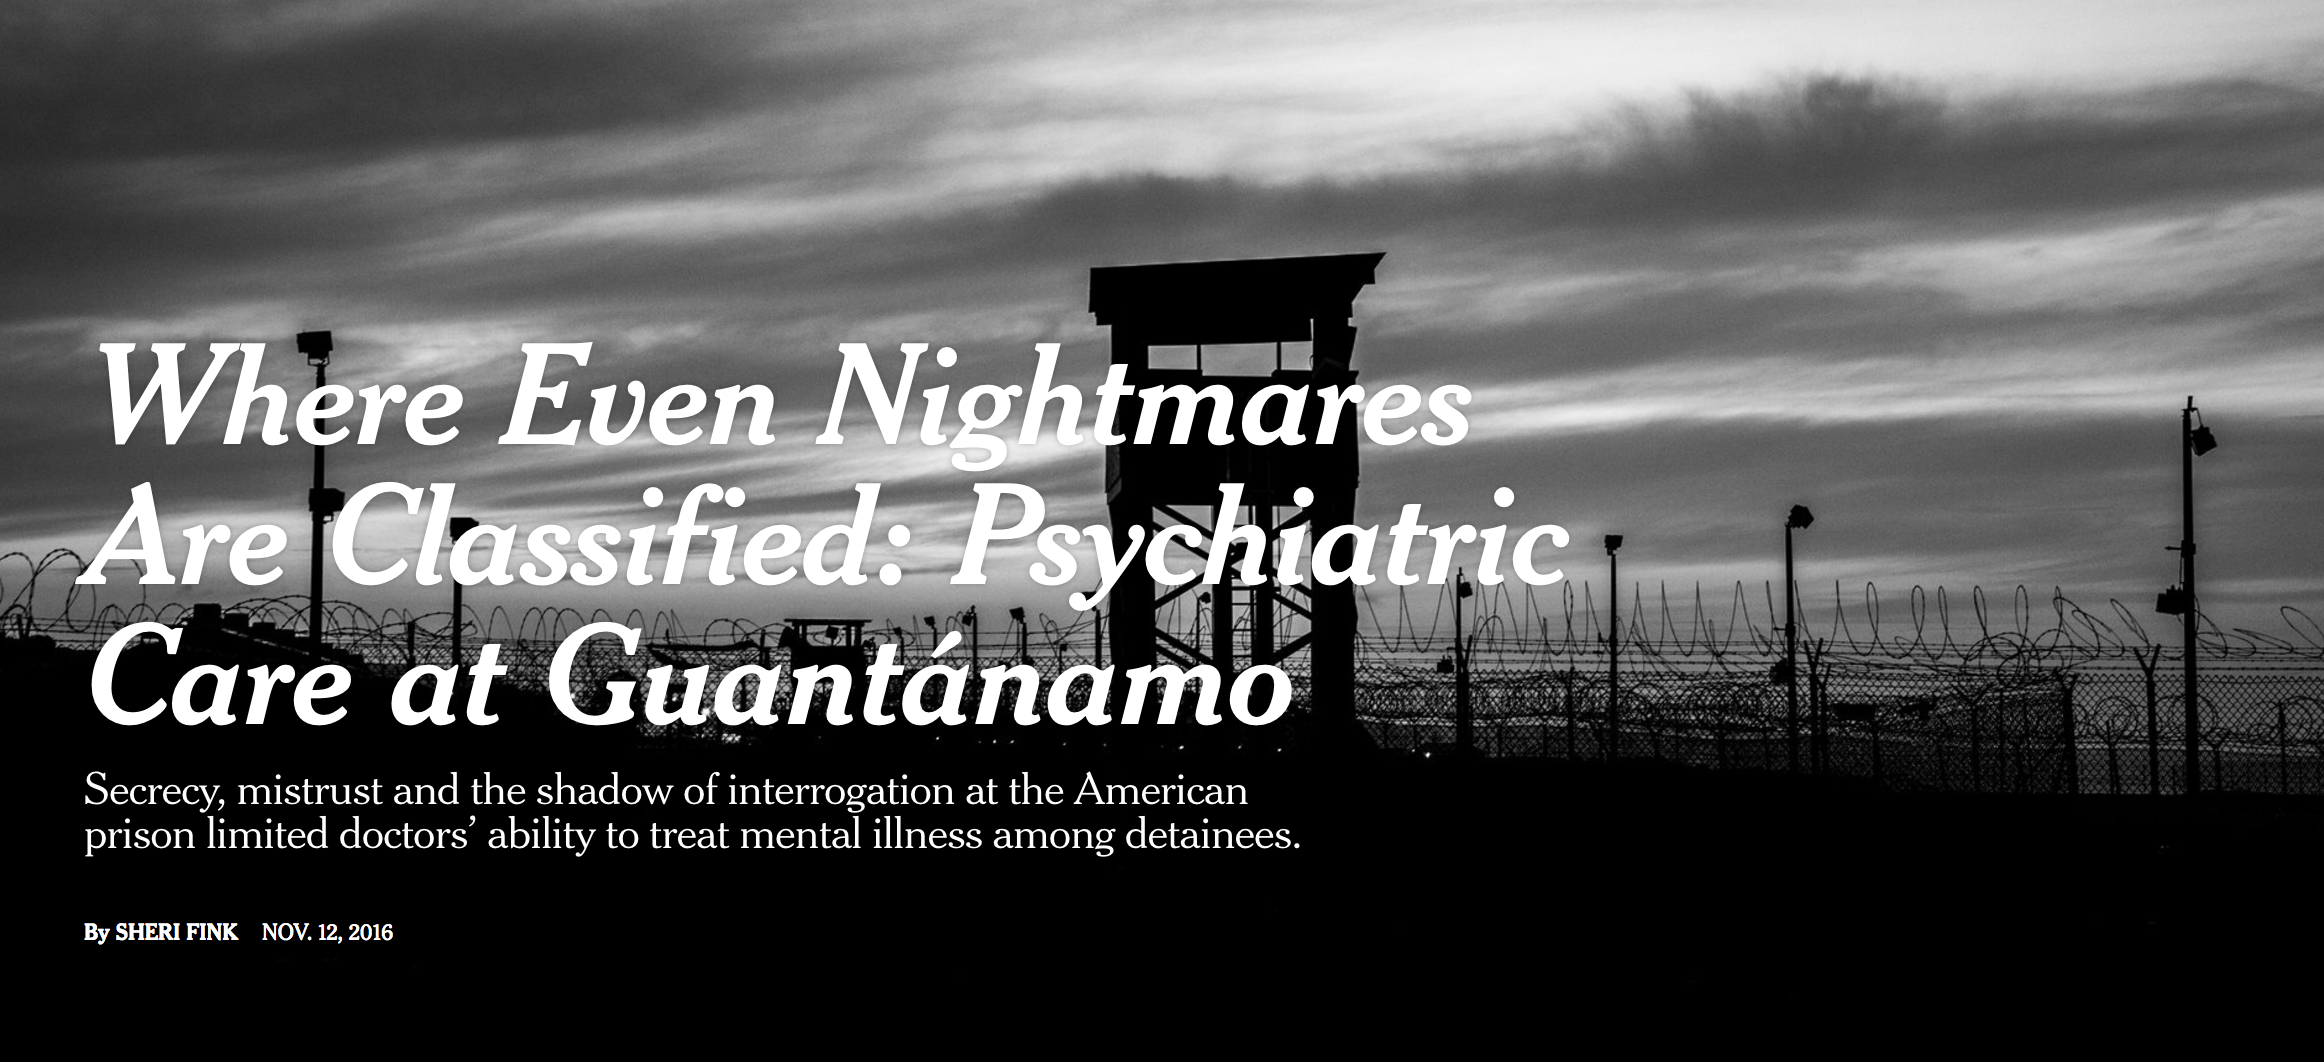 Where Even Nightmares
Are Classified: Psychiatric
Care at Guantánamo
Secrecy, mistrust and the shadow of interrogation at the American
prison limited doctors’ ability to treat mental illness among detainees.
By SHERI FINK NOV. 12, 2016